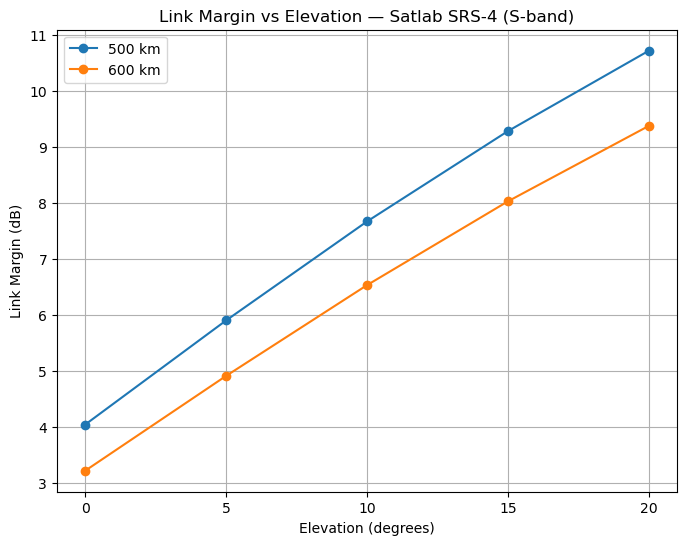 Link Margin vs Elevation — Satlab SRS-4 (S-band)
500 km
600 km
Link Margin (dB)
11
10
9
8
7
6
5
4
3
0 5 10 15 20
Elevation (degrees)